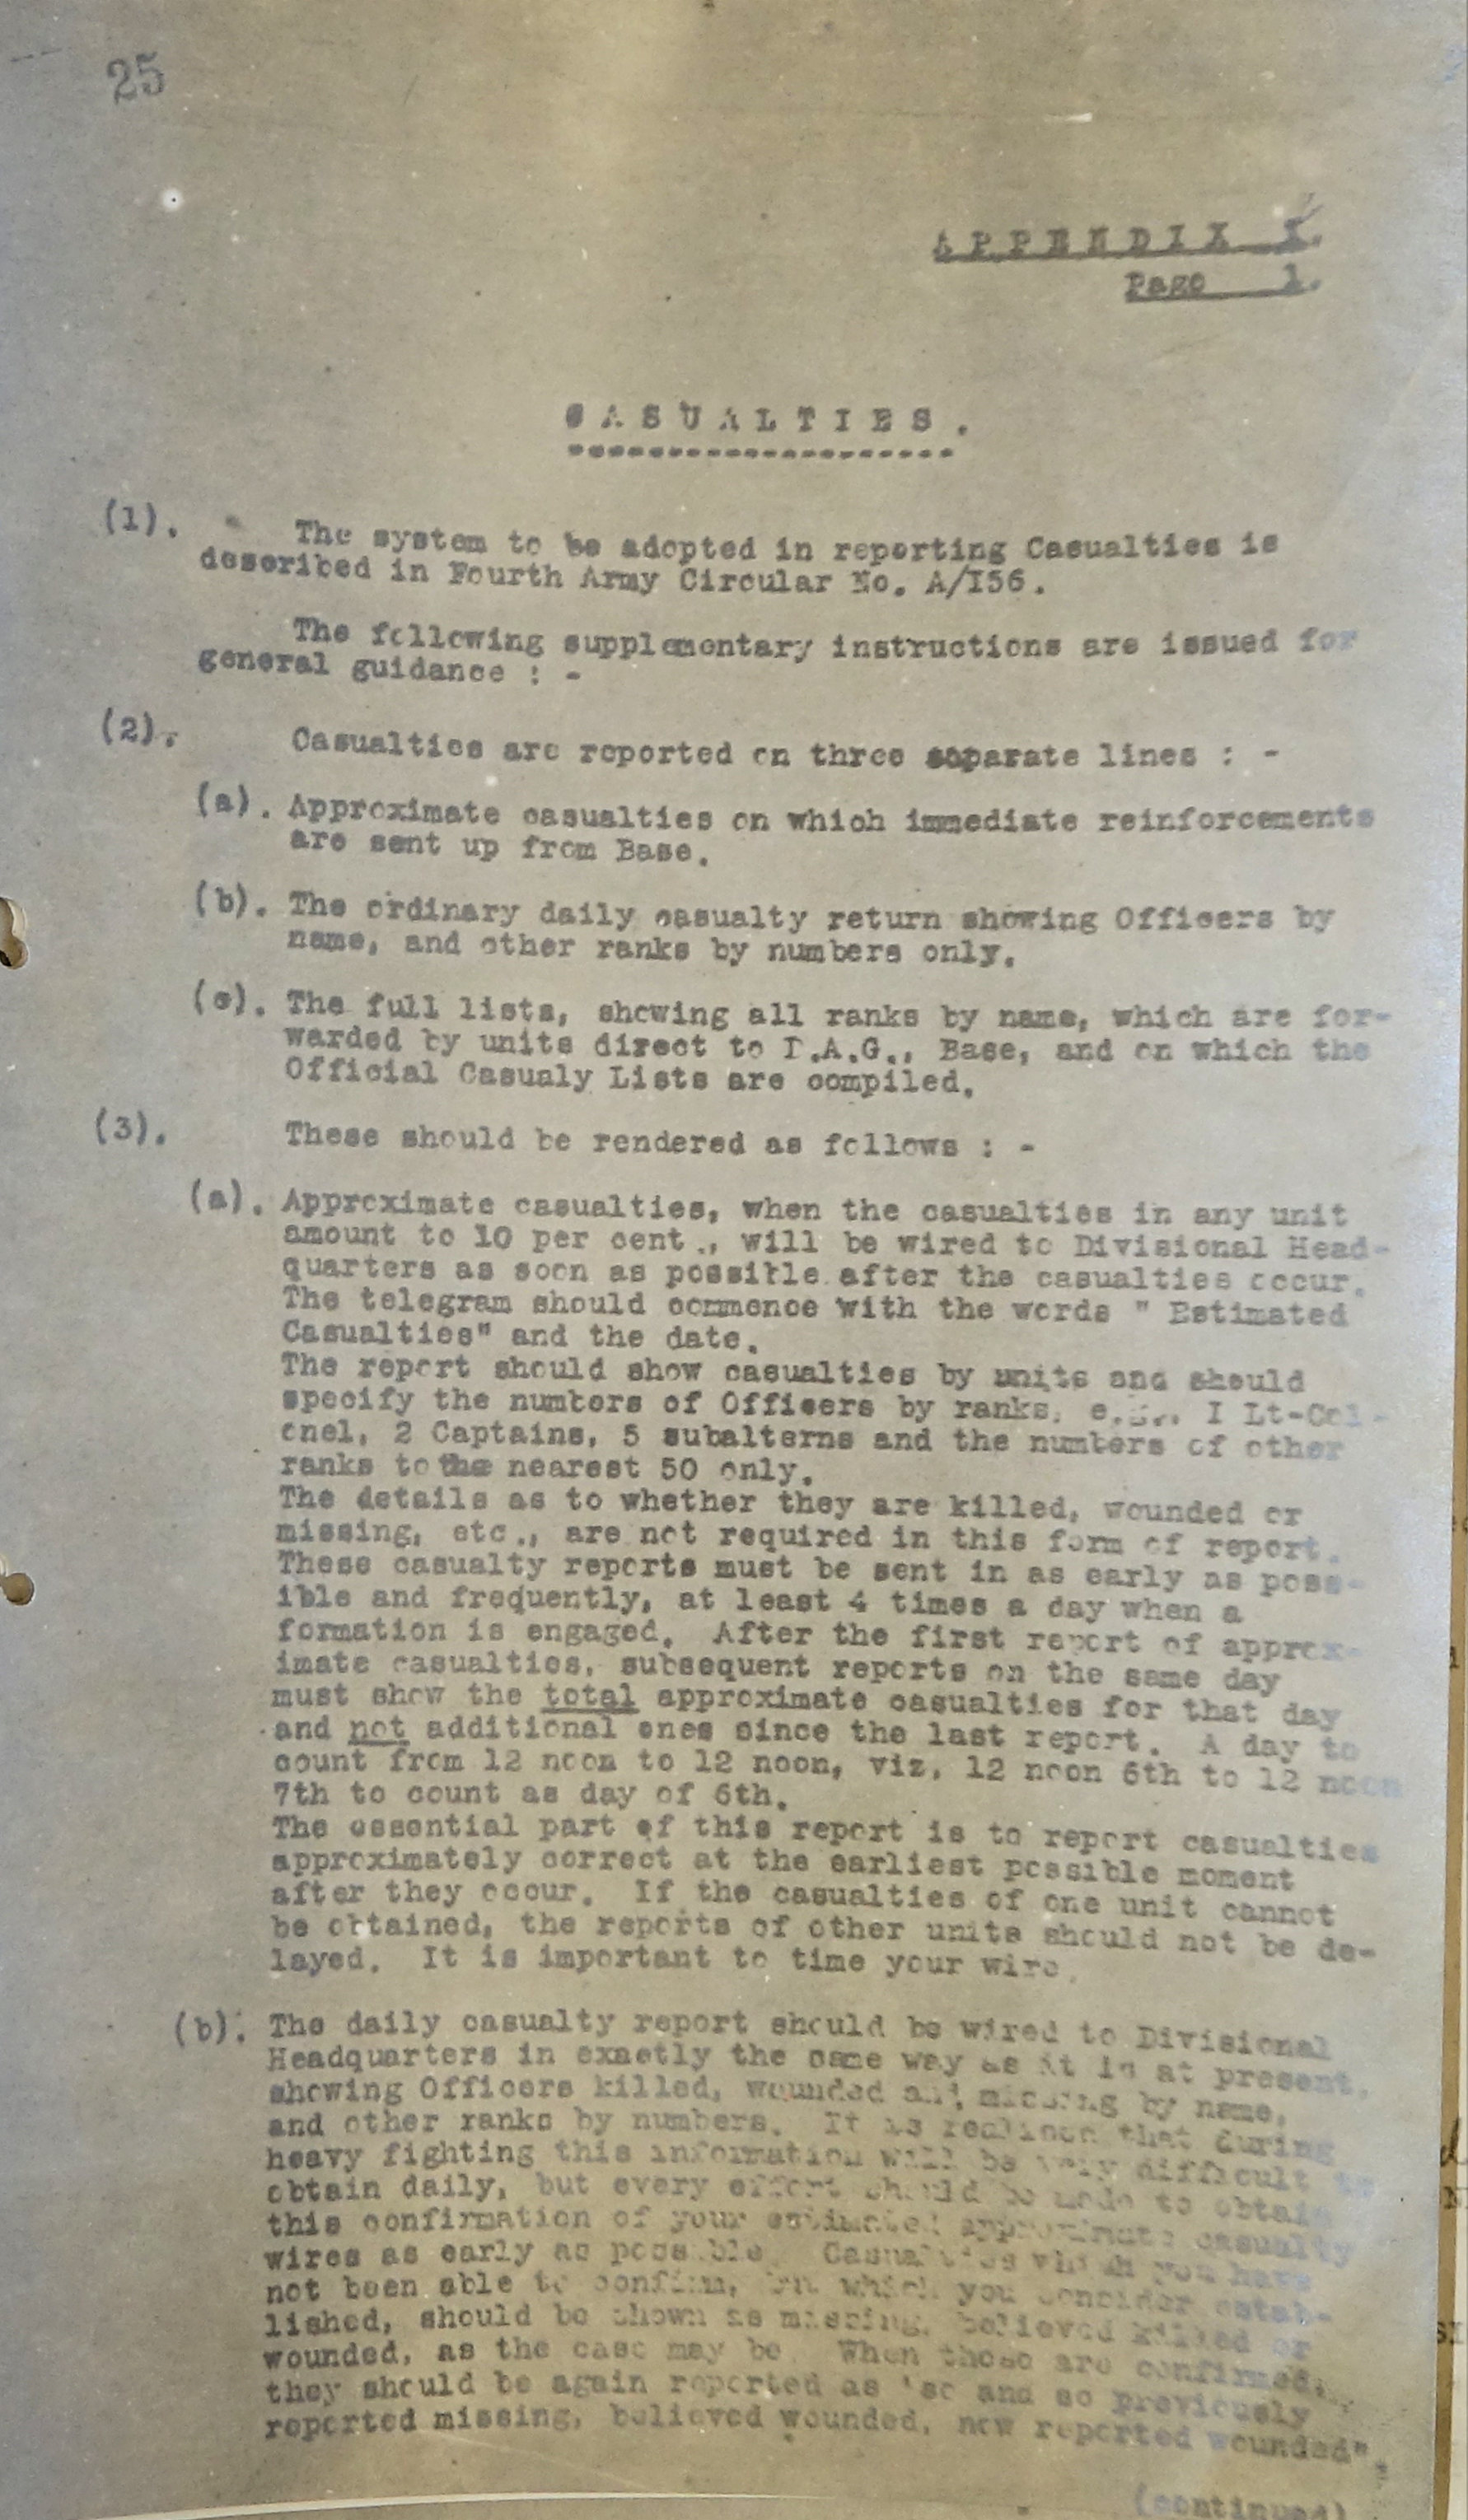 25
APPENDIX I.
Page 1.
CASUALTIES.
(1). The system to be adopted in reporting Casualties is
described in Fourth Army Circular No. A/I56.
The following supplementary instructions are issued for
general guidance : -
(2). Casualties are reported on three separate lines : -
(a). Approximate casualties on which immediate reinforcements
are sent up from Base.
(b). The ordinary daily casualty return showing Officers by
name, and other ranks by numbers only.
(c). The full lists, showing all ranks by name, which are for-
warded by units direct to D.A.G., Base, and on which the
Official Casualy Lists are compiled.
(3). These should be rendered as follows : -
(a). Approximate casualties, when the casualties in any unit
amount to 10 per cent., will be wired to Divisional Head-
quarters as soon as possible after the casualties occur.
The telegram should commence with the words " Estimated
Casualties" and the date.
The report should show casualties by units and should
specify the numbers of Officers by ranks, e.g., I Lt-Col-
onel, 2 Captains, 5 subalterns and the numbers of other
ranks to the nearest 50 only.
The details as to whether they are killed, wounded or
missing, etc., are not required in this form of report.
These casualty reports must be sent in as early as poss-
ible and frequently, at least 4 times a day when a
formation is engaged. After the first report of approx-
imate casualties, subsequent reports on the same day
must show the total approximate casualties for that day
and not additional ones since the last report. A day to
count from 12 noon to 12 noon, viz, 12 noon 6th to 12 noon
7th to count as day of 6th.
The essential part of this report is to report casualties
approximately correct at the earliest possible moment
after they occur. If the casualties of one unit cannot
be obtained, the reports of other units should not be de-
layed. It is important to time your wire.
(b). The daily casualty report should be wired to Divisional
Headquarters in exactly the same way as it is at present,
showing Officers killed, wounded and missing by name,
and other ranks by numbers. It is realised that during
heavy fighting this information will be very difficult to
obtain daily, but every effort should be made to obtain
this confirmation of your estimated approximate casualty
wires as early as possible. Casualties which you have
not been able to confirm, but which you consider estab-
lished, should be shown as missing, believed killed or
wounded, as the case may be. When these are confirmed,
they should be again reported as 'so and so previously
reported missing, believed wounded, now reported wounded".
(continued)